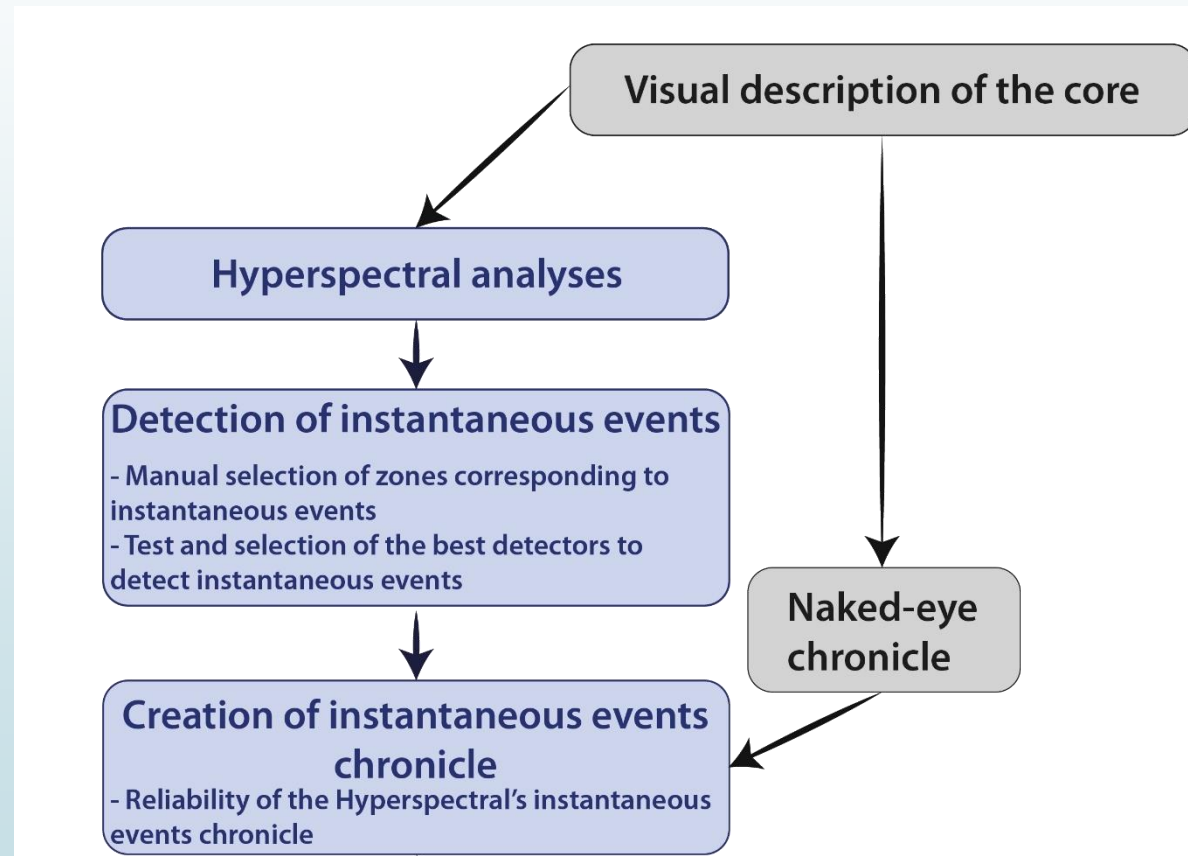 Visual description of the core
Hyperspectral analyses
Detection of instantaneous events
- Manual selection of zones corresponding to
instantaneous events
- Test and selection of the best detectors to
detect instantaneous events
Naked-eye
chronicle
Creation of instantaneous events
chronicle
- Reliability of the Hyperspectral's instantaneous
events chronicle